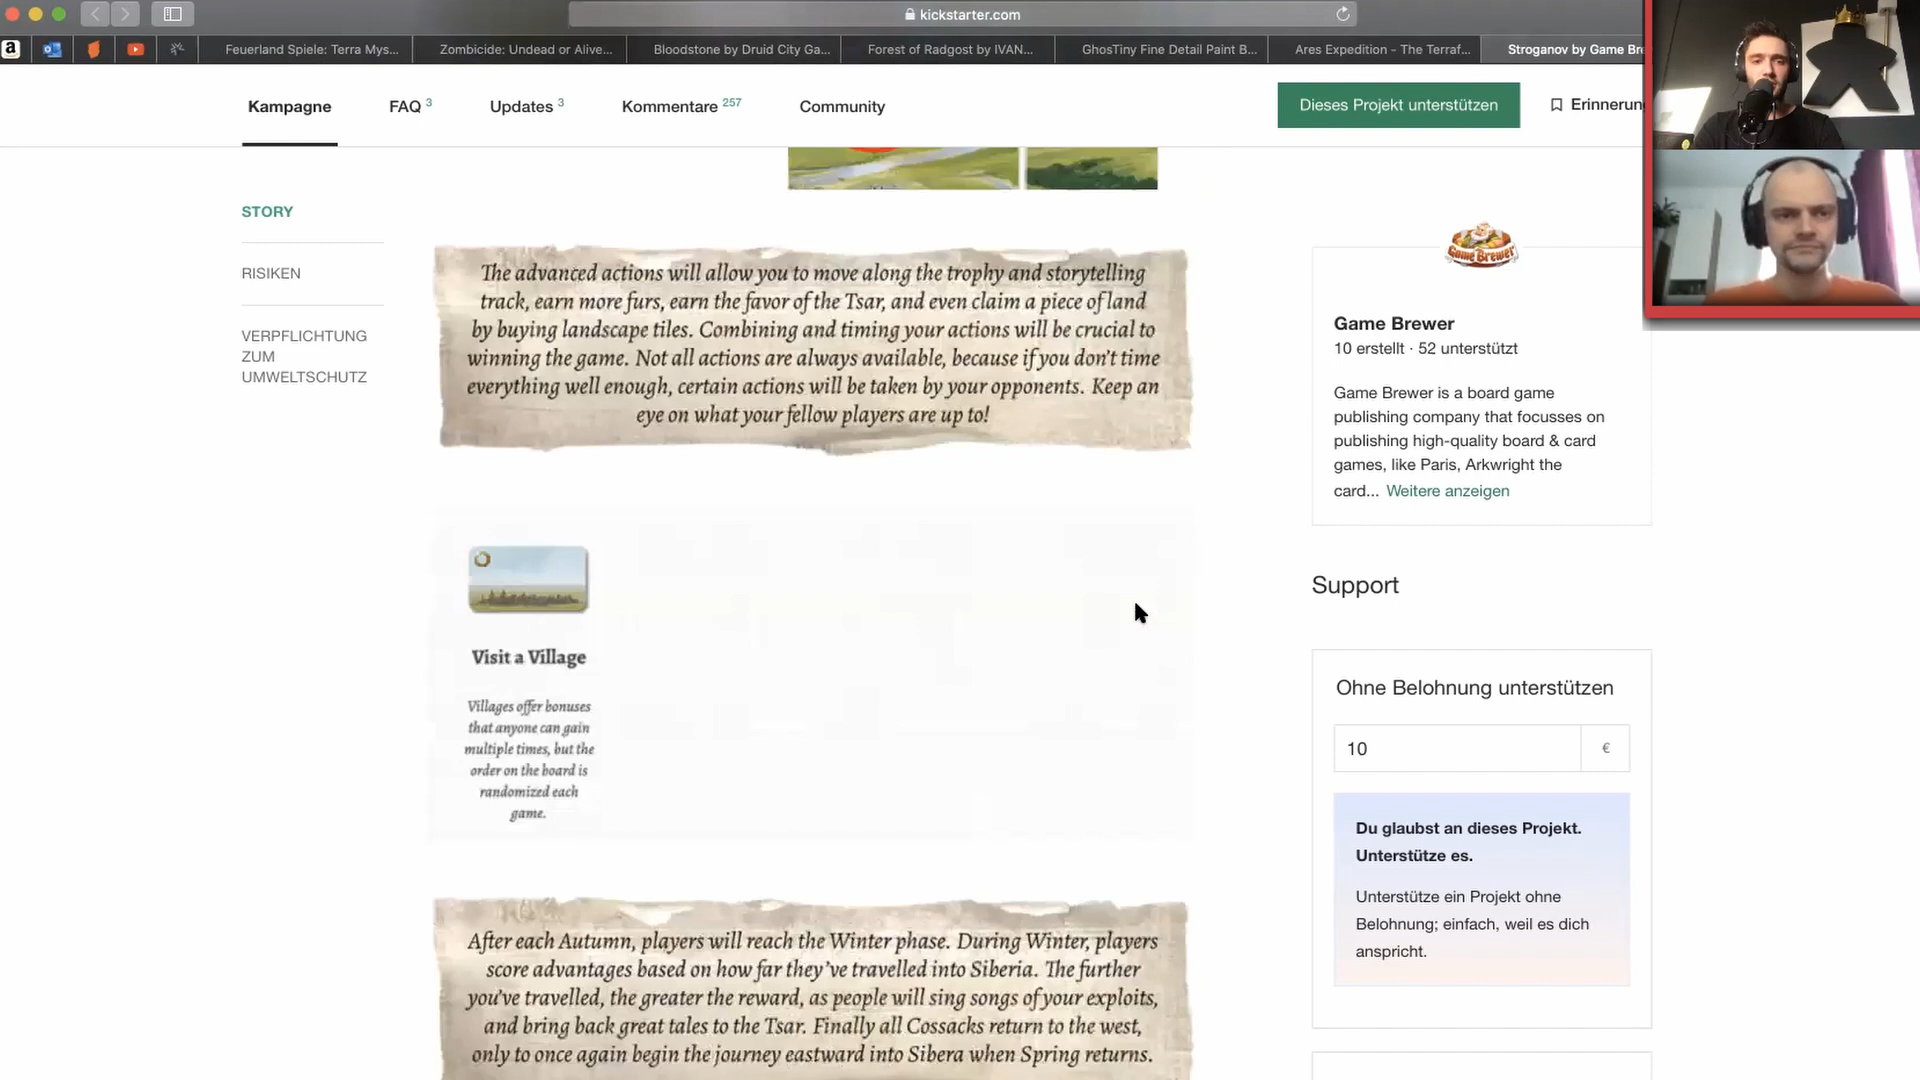 kickstarter.com
a
Feuerland Spiele: Terra Mys...
Zombicide: Undead or Alive...
Bloodstone by Druid City Ga...
Forest of Radgost by IVAN...
GhosTiny Fine Detail Paint B...
Ares Expedition – The Terraf...
Stroganov by Game Bre
Kampagne
FAQ 3
Updates 3
Kommentare 257
Community
Dieses Projekt unterstützen
Erinnerun
STORY
RISIKEN
VERPFLICHTUNG
ZUM
UMWELTSCHUTZ
The advanced actions will allow you to move along the trophy and storytelling
track, earn more furs, earn the favor of the Tsar, and even claim a piece of land
by buying landscape tiles. Combining and timing your actions will be crucial to
winning the game. Not all actions are always available, because if you don't time
everything well enough, certain actions will be taken by your opponents. Keep an
eye on what your fellow players are up to!
Visit a Village
Villages offer bonuses
that anyone can gain
multiple times, but the
order on the board is
randomized each
game.
After each Autumn, players will reach the Winter phase. During Winter, players
score advantages based on how far they've travelled into Siberia. The further
you've travelled, the greater the reward, as people will sing songs of your exploits,
and bring back great tales to the Tsar. Finally all Cossacks return to the west,
only to once again begin the journey eastward into Sibera when Spring returns.
Game Brewer
Game Brewer
10 erstellt · 52 unterstützt
Game Brewer is a board game
publishing company that focusses on
publishing high-quality board & card
games, like Paris, Arkwright the
card... Weitere anzeigen
Support
Ohne Belohnung unterstützen
10 €
Du glaubst an dieses Projekt.
Unterstütze es.
Unterstütze ein Projekt ohne
Belohnung; einfach, weil es dich
anspricht.